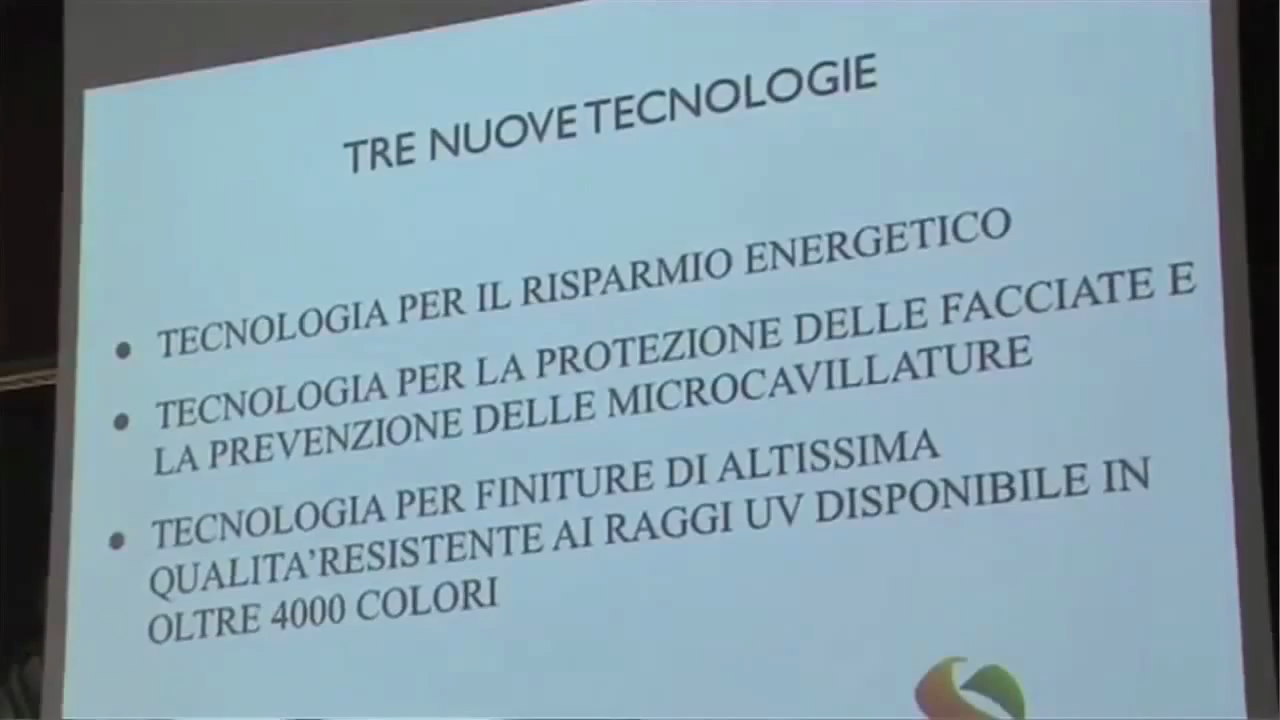 TRE NUOVE TECNOLOGIE
TECNOLOGIA PER IL RISPARMIO ENERGETICO
TECNOLOGIA PER LA PROTEZIONE DELLE FACCIATE E
LA PREVENZIONE DELLE MICROCAVILLATURE
TECNOLOGIA PER FINITURE DI ALTISSIMA
QUALITA'RESISTENTE AI RAGGI UV DISPONIBILE IN
OLTRE 4000 COLORI